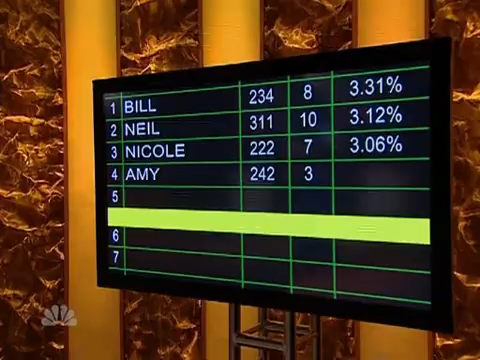 1 BILL 234 8 3.31%
2 NEIL 311 10 3.12%
3 NICOLE 222 7 3.06%
4 AMY 242 3
5
6
7